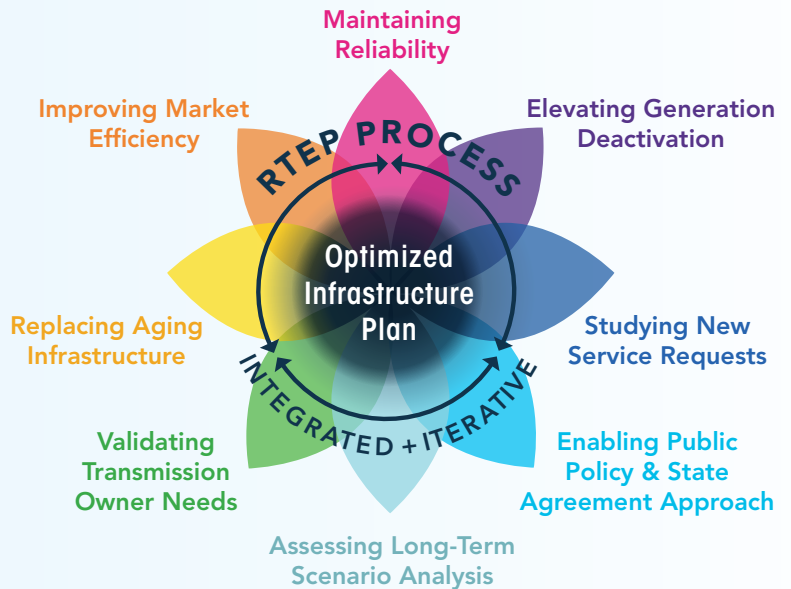 Maintaining
Reliability
Improving Market
Efficiency
Elevating Generation
Deactivation
RTEP PROCESS
Optimized
Infrastructure
Plan
Replacing Aging
Infrastructure
Studying New
Service Requests
INTEGRATED + ITERATIVE
Validating
Transmission
Owner Needs
Enabling Public
Policy & State
Agreement Approach
Assessing Long-Term
Scenario Analysis